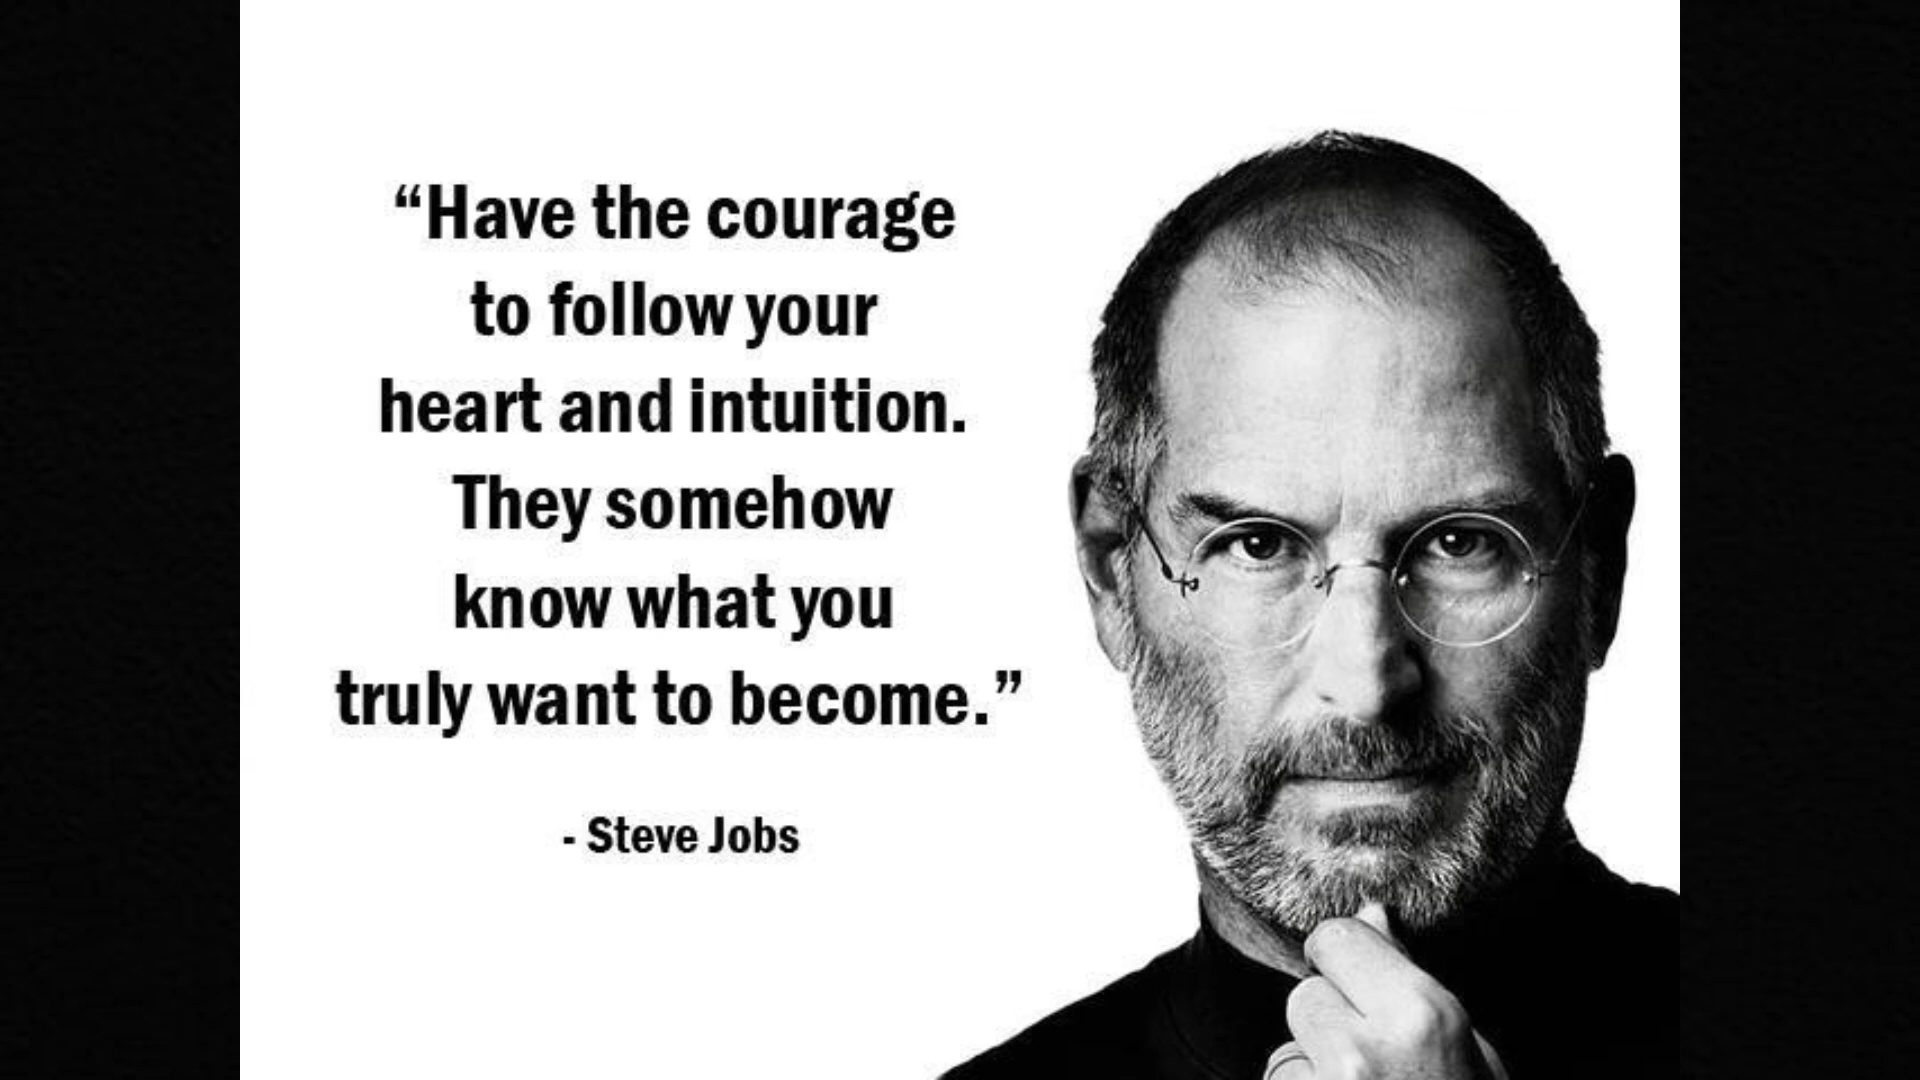 “Have the courage
to follow your
heart and intuition.
They somehow
know what you
truly want to become.”
- Steve Jobs